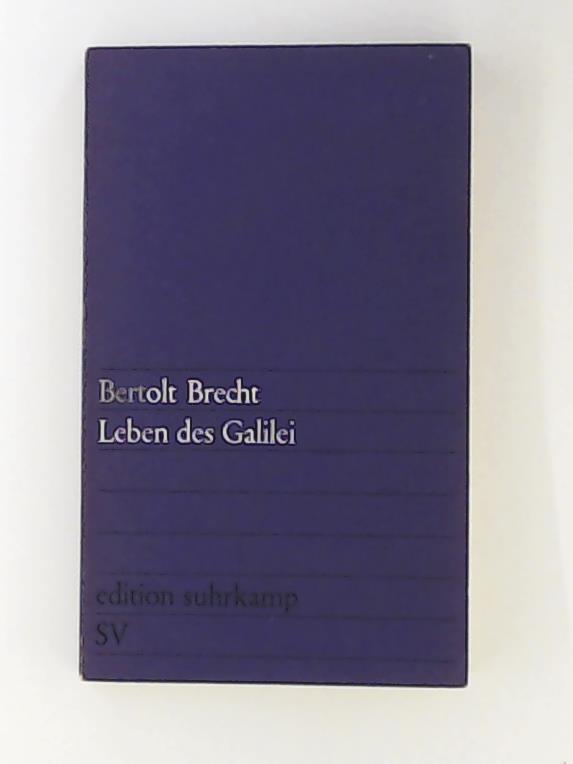 Bertolt Brecht
Leben des Galilei
edition suhrkamp
SV